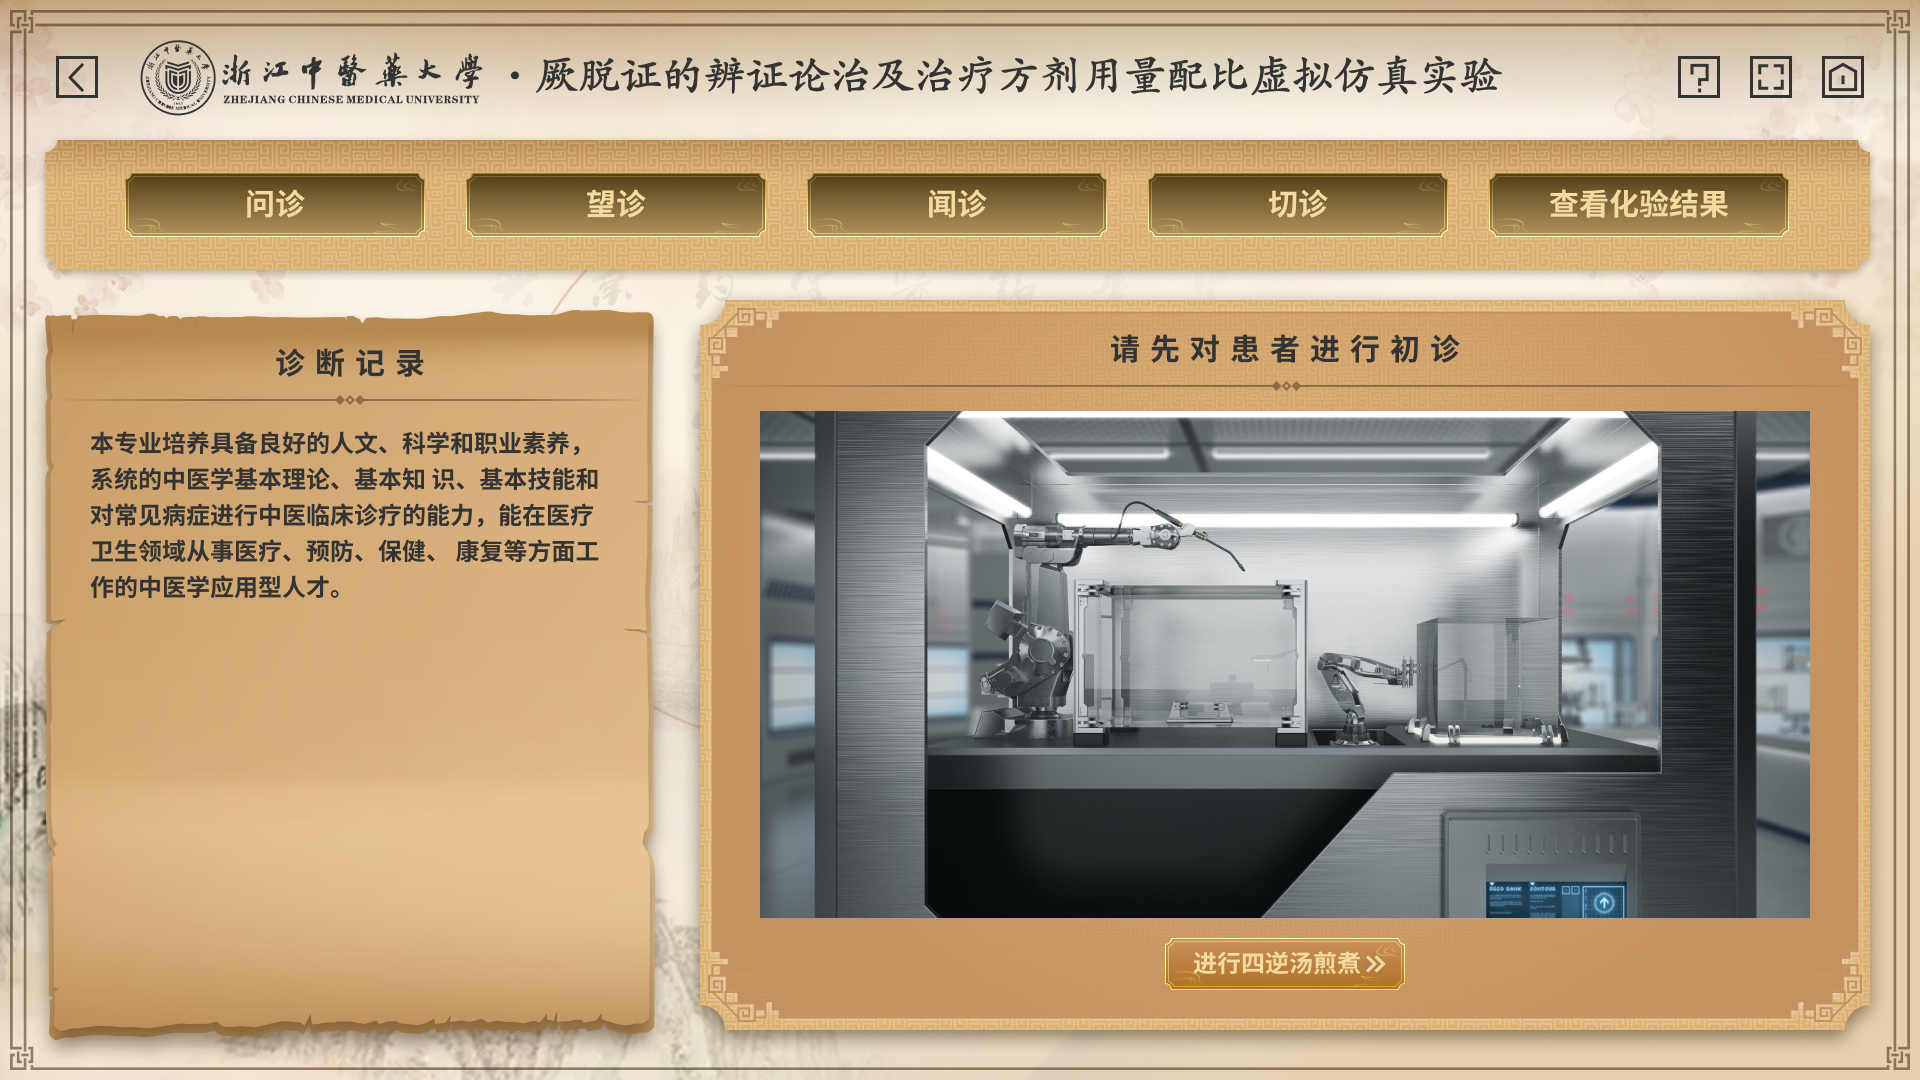 浙江中醫藥大學
ZHEJIANG CHINESE MEDICAL UNIVERSITY
·厥脱证的辨证论治及治疗方剂用量配比虚拟仿真实验
问诊
望诊
闻诊
切诊
查看化验结果
诊断记录
本专业培养具备良好的人文、科学和职业素养，
系统的中医学基本理论、基本知 识、基本技能和
对常见病症进行中医临床诊疗的能力，能在医疗
卫生领域从事医疗、预防、保健、 康复等方面工
作的中医学应用型人才。
请先对患者进行初诊
进行四逆汤煎煮